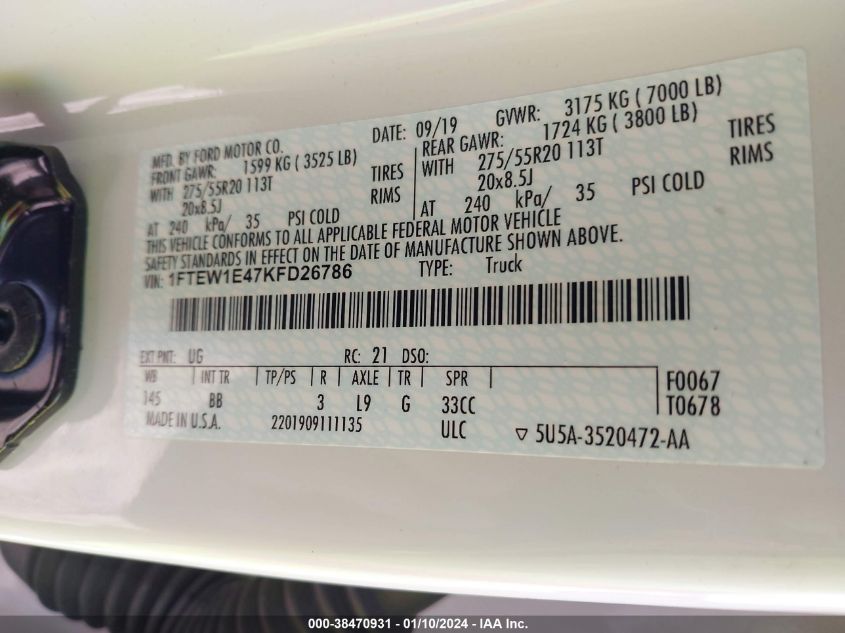 MFD. BY FORD MOTOR CO. DATE: 09/19 GVWR: 3175 KG ( 7000 LB)
FRONT GAWR: 1599 KG ( 3525 LB) REAR GAWR: 1724 KG ( 3800 LB)
WITH 275/55R20 113T TIRES WITH 275/55R20 113T TIRES
20x8.5J RIMS 20x8.5J RIMS
AT 240 kPa/ 35 PSI COLD AT 240 kPa/ 35 PSI COLD
THIS VEHICLE CONFORMS TO ALL APPLICABLE FEDERAL MOTOR VEHICLE
SAFETY STANDARDS IN EFFECT ON THE DATE OF MANUFACTURE SHOWN ABOVE.
VIN: 1FTEW1E47KFD26786 TYPE: Truck
EXT PNT: UG RC: 21 DSO:
WB INT TR TP/PS R AXLE TR SPR F0067
145 BB 3 L9 G 33CC T0678
MADE IN U.S.A. 2201909111135 ULC ▽ 5U5A-3520472-AA
000-38470931 - 01/10/2024 - IAA Inc.